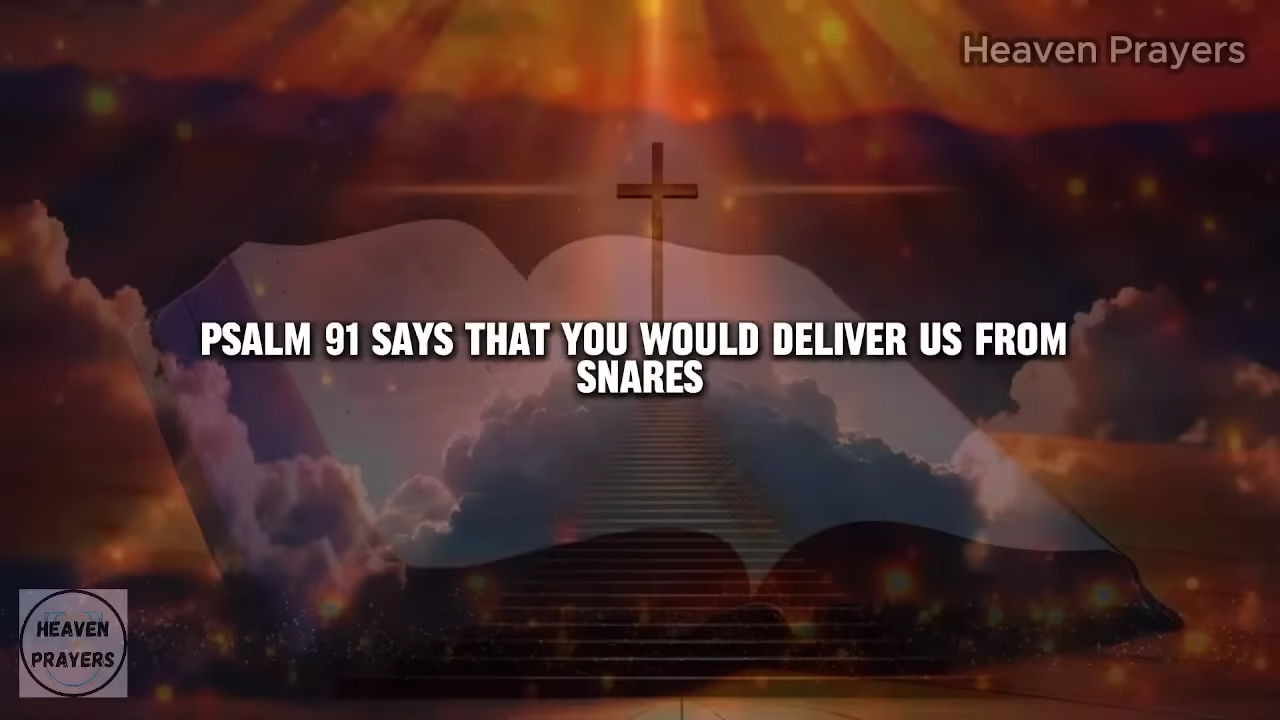 Heaven Prayers
PSALM 91 SAYS THAT YOU WOULD DELIVER US FROM
SNARES
HEAVEN
PRAYERS